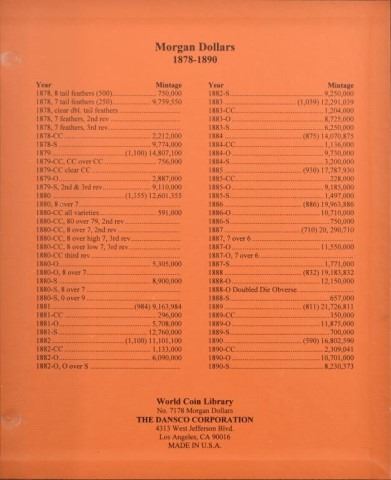 Morgan Dollars
1878-1890
Year Mintage
1878, 8 tail feathers (500) 750,000
1878, 7 tail feathers (250) 9,759,550
1878, clear dbl. tail feathers
1878, 7 feathers, 2nd rev
1878, 7 feathers, 3rd rev
1878-CC 2,212,000
1878-S 9,774,000
1879 (1,100) 14,807,100
1879-CC, CC over CC 756,000
1879-CC clear CC
1879-O 2,887,000
1879-S, 2nd & 3rd rev 9,110,000
1880 (1,355) 12,601,355
1880, 8 over 7
1880-CC all varieties 591,000
1880-CC, 80 over 79, 2nd rev
1880-CC, 8 over 7, 2nd rev
1880-CC, 8 over high 7, 3rd rev
1880-CC, 8 over low 7, 3rd rev
1880-CC third rev
1880-O 5,305,000
1880-O, 8 over 7
1880-S 8,900,000
1880-S, 8 over 7
1880-S, 0 over 9
1881 (984) 9,163,984
1881-CC 296,000
1881-O 5,708,000
1881-S 12,760,000
1882 (1,100) 11,101,100
1882-CC 1,133,000
1882-O 6,090,000
1882-O, O over S
Year Mintage
1882-S 9,250,000
1883 (1,039) 12,291,039
1883-CC 1,204,000
1883-O 8,725,000
1883-S 6,250,000
1884 (875) 14,070,875
1884-CC 1,136,000
1884-O 9,730,000
1884-S 3,200,000
1885 (930) 17,787,930
1885-CC 228,000
1885-O 9,185,000
1885-S 1,497,000
1886 (886) 19,963,886
1886-O 10,710,000
1886-S 750,000
1887 (710) 20,290,710
1887, 7 over 6
1887-O 11,550,000
1887-O, 7 over 6
1887-S 1,771,000
1888 (832) 19,183,832
1888-O 12,150,000
1888-O Doubled Die Obverse
1888-S 657,000
1889 (811) 21,726,811
1889-CC 350,000
1889-O 11,875,000
1889-S 700,000
1890 (590) 16,802,590
1890-CC 2,309,041
1890-O 10,701,000
1890-S 8,230,373
World Coin Library
No. 7178 Morgan Dollars
THE DANSCO CORPORATION
4313 West Jefferson Blvd.
Los Angeles, CA 90016
MADE IN U.S.A.